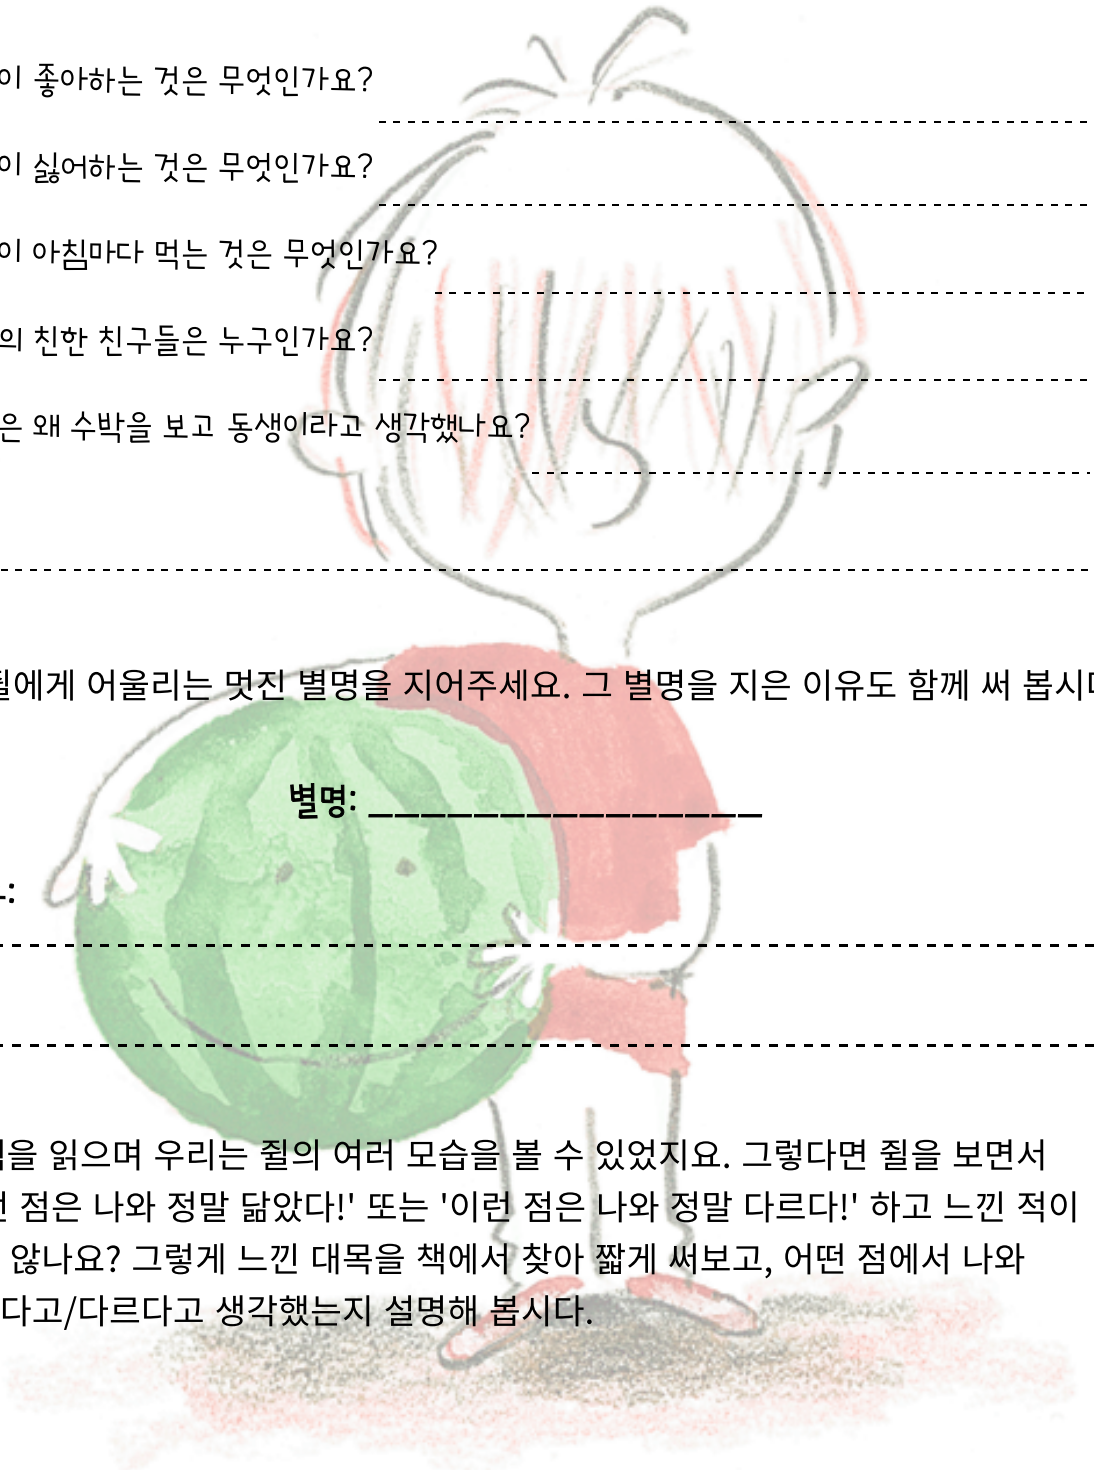 이 좋아하는 것은 무엇인가요?
이 싫어하는 것은 무엇인가요?
이 아침마다 먹는 것은 무엇인가요?
의 친한 친구들은 누구인가요?
은 왜 수박을 보고 동생이라고 생각했나요?
에게 어울리는 멋진 별명을 지어주세요. 그 별명을 지은 이유도 함께 써 봅시다
별명: _______________
을 읽으며 우리는 쥘의 여러 모습을 볼 수 있었지요. 그렇다면 쥘을 보면서
점은 나와 정말 닮았다!' 또는 '이런 점은 나와 정말 다르다!' 하고 느낀 적이
않나요? 그렇게 느낀 대목을 책에서 찾아 짧게 써보고, 어떤 점에서 나와
다고/다르다고 생각했는지 설명해 봅시다.